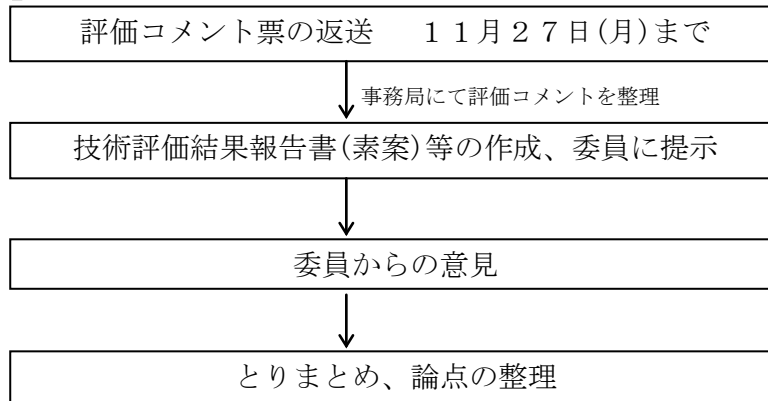 評価コメント票の返送　１１月２７日(月)まで
事務局にて評価コメントを整理
技術評価結果報告書(素案)等の作成、委員に提示
委員からの意見
とりまとめ、論点の整理